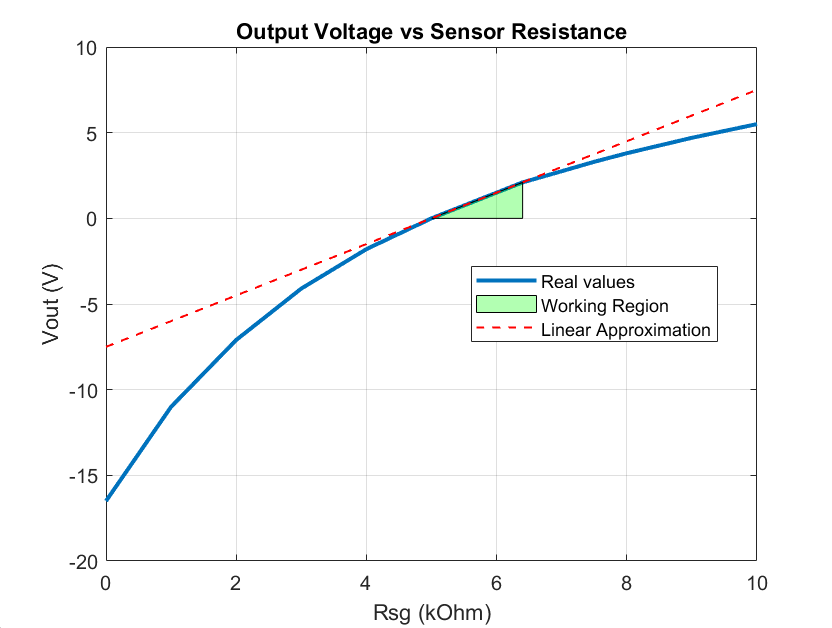 Output Voltage vs Sensor Resistance
10
5
0
-5
-10
-15
-20
Vout (V)
Real values
Working Region
Linear Approximation
0 2 4 6 8 10
Rsg (kOhm)